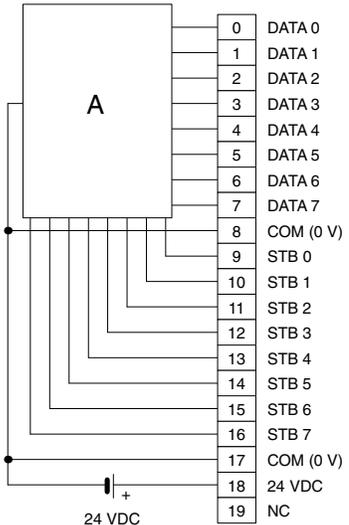 A
0 DATA 0
1 DATA 1
2 DATA 2
3 DATA 3
4 DATA 4
5 DATA 5
6 DATA 6
7 DATA 7
8 COM (0 V)
9 STB 0
10 STB 1
11 STB 2
12 STB 3
13 STB 4
14 STB 5
15 STB 6
16 STB 7
17 COM (0 V)
18 24 VDC
19 NC
+
24 VDC